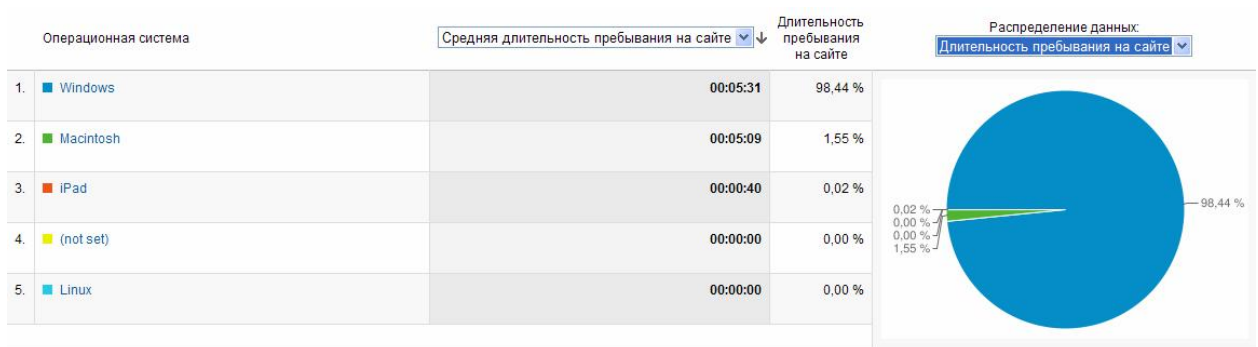 Операционная система
Средняя длительность пребывания на сайте
Длительность
пребывания
на сайте
Распределение данных:
Длительность пребывания на сайте
1. Windows 00:05:31 98,44 %
2. Macintosh 00:05:09 1,55 %
3. iPad 00:00:40 0,02 %
4. (not set) 00:00:00 0,00 %
5. Linux 00:00:00 0,00 %
98,44 %
0,02 %
0,00 %
0,00 %
1,55 %